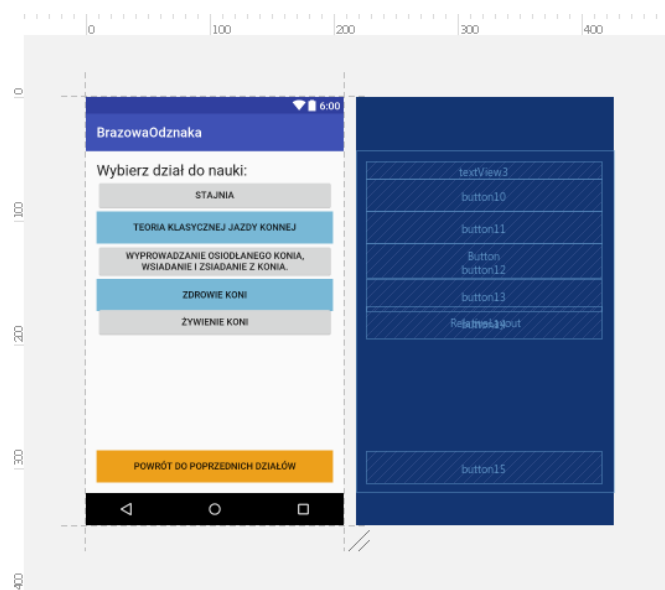 0
100
200
300
400
0
6:00
BrazowaOdznaka
Wybierz dział do nauki:
textView3
STAJNIA
button10
100
TEORIA KLASYCZNEJ JAZDY KONNEJ
button11
WYPROWADZANIE OSIODŁANEGO KONIA,
WSIADANIE I ZSIADANIE Z KONIA.
Button
button12
ZDROWIE KONI
button13
ŻYWIENIE KONI
RelativeLayout
button14
200
300
POWRÓT DO POPRZEDNICH DZIAŁÓW
button15
400